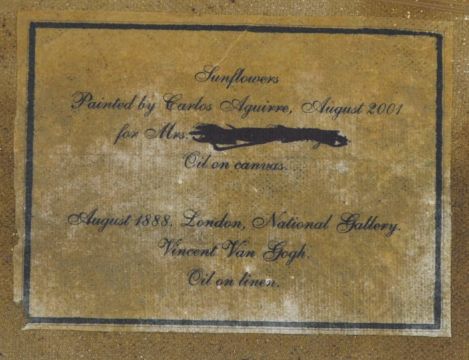 Sunflowers
Painted by Carlos Aguirre, August 2001
for Mrs.
Oil on canvas.
August 1888. London, National Gallery.
Vincent Van Gogh.
Oil on linen.